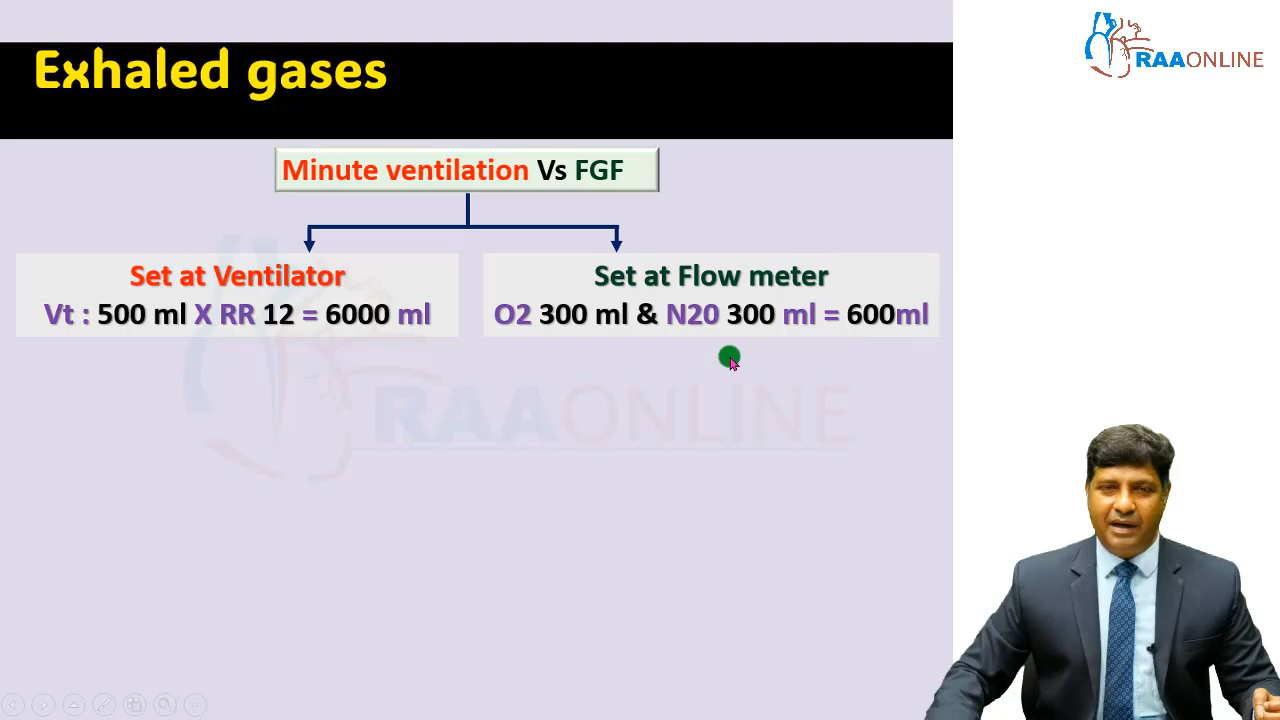 RAAONLINE
Exhaled gases
Minute ventilation Vs FGF
Set at Ventilator
Vt : 500 ml X RR 12 = 6000 ml
Set at Flow meter
O2 300 ml & N20 300 ml = 600ml
RAAONLINE